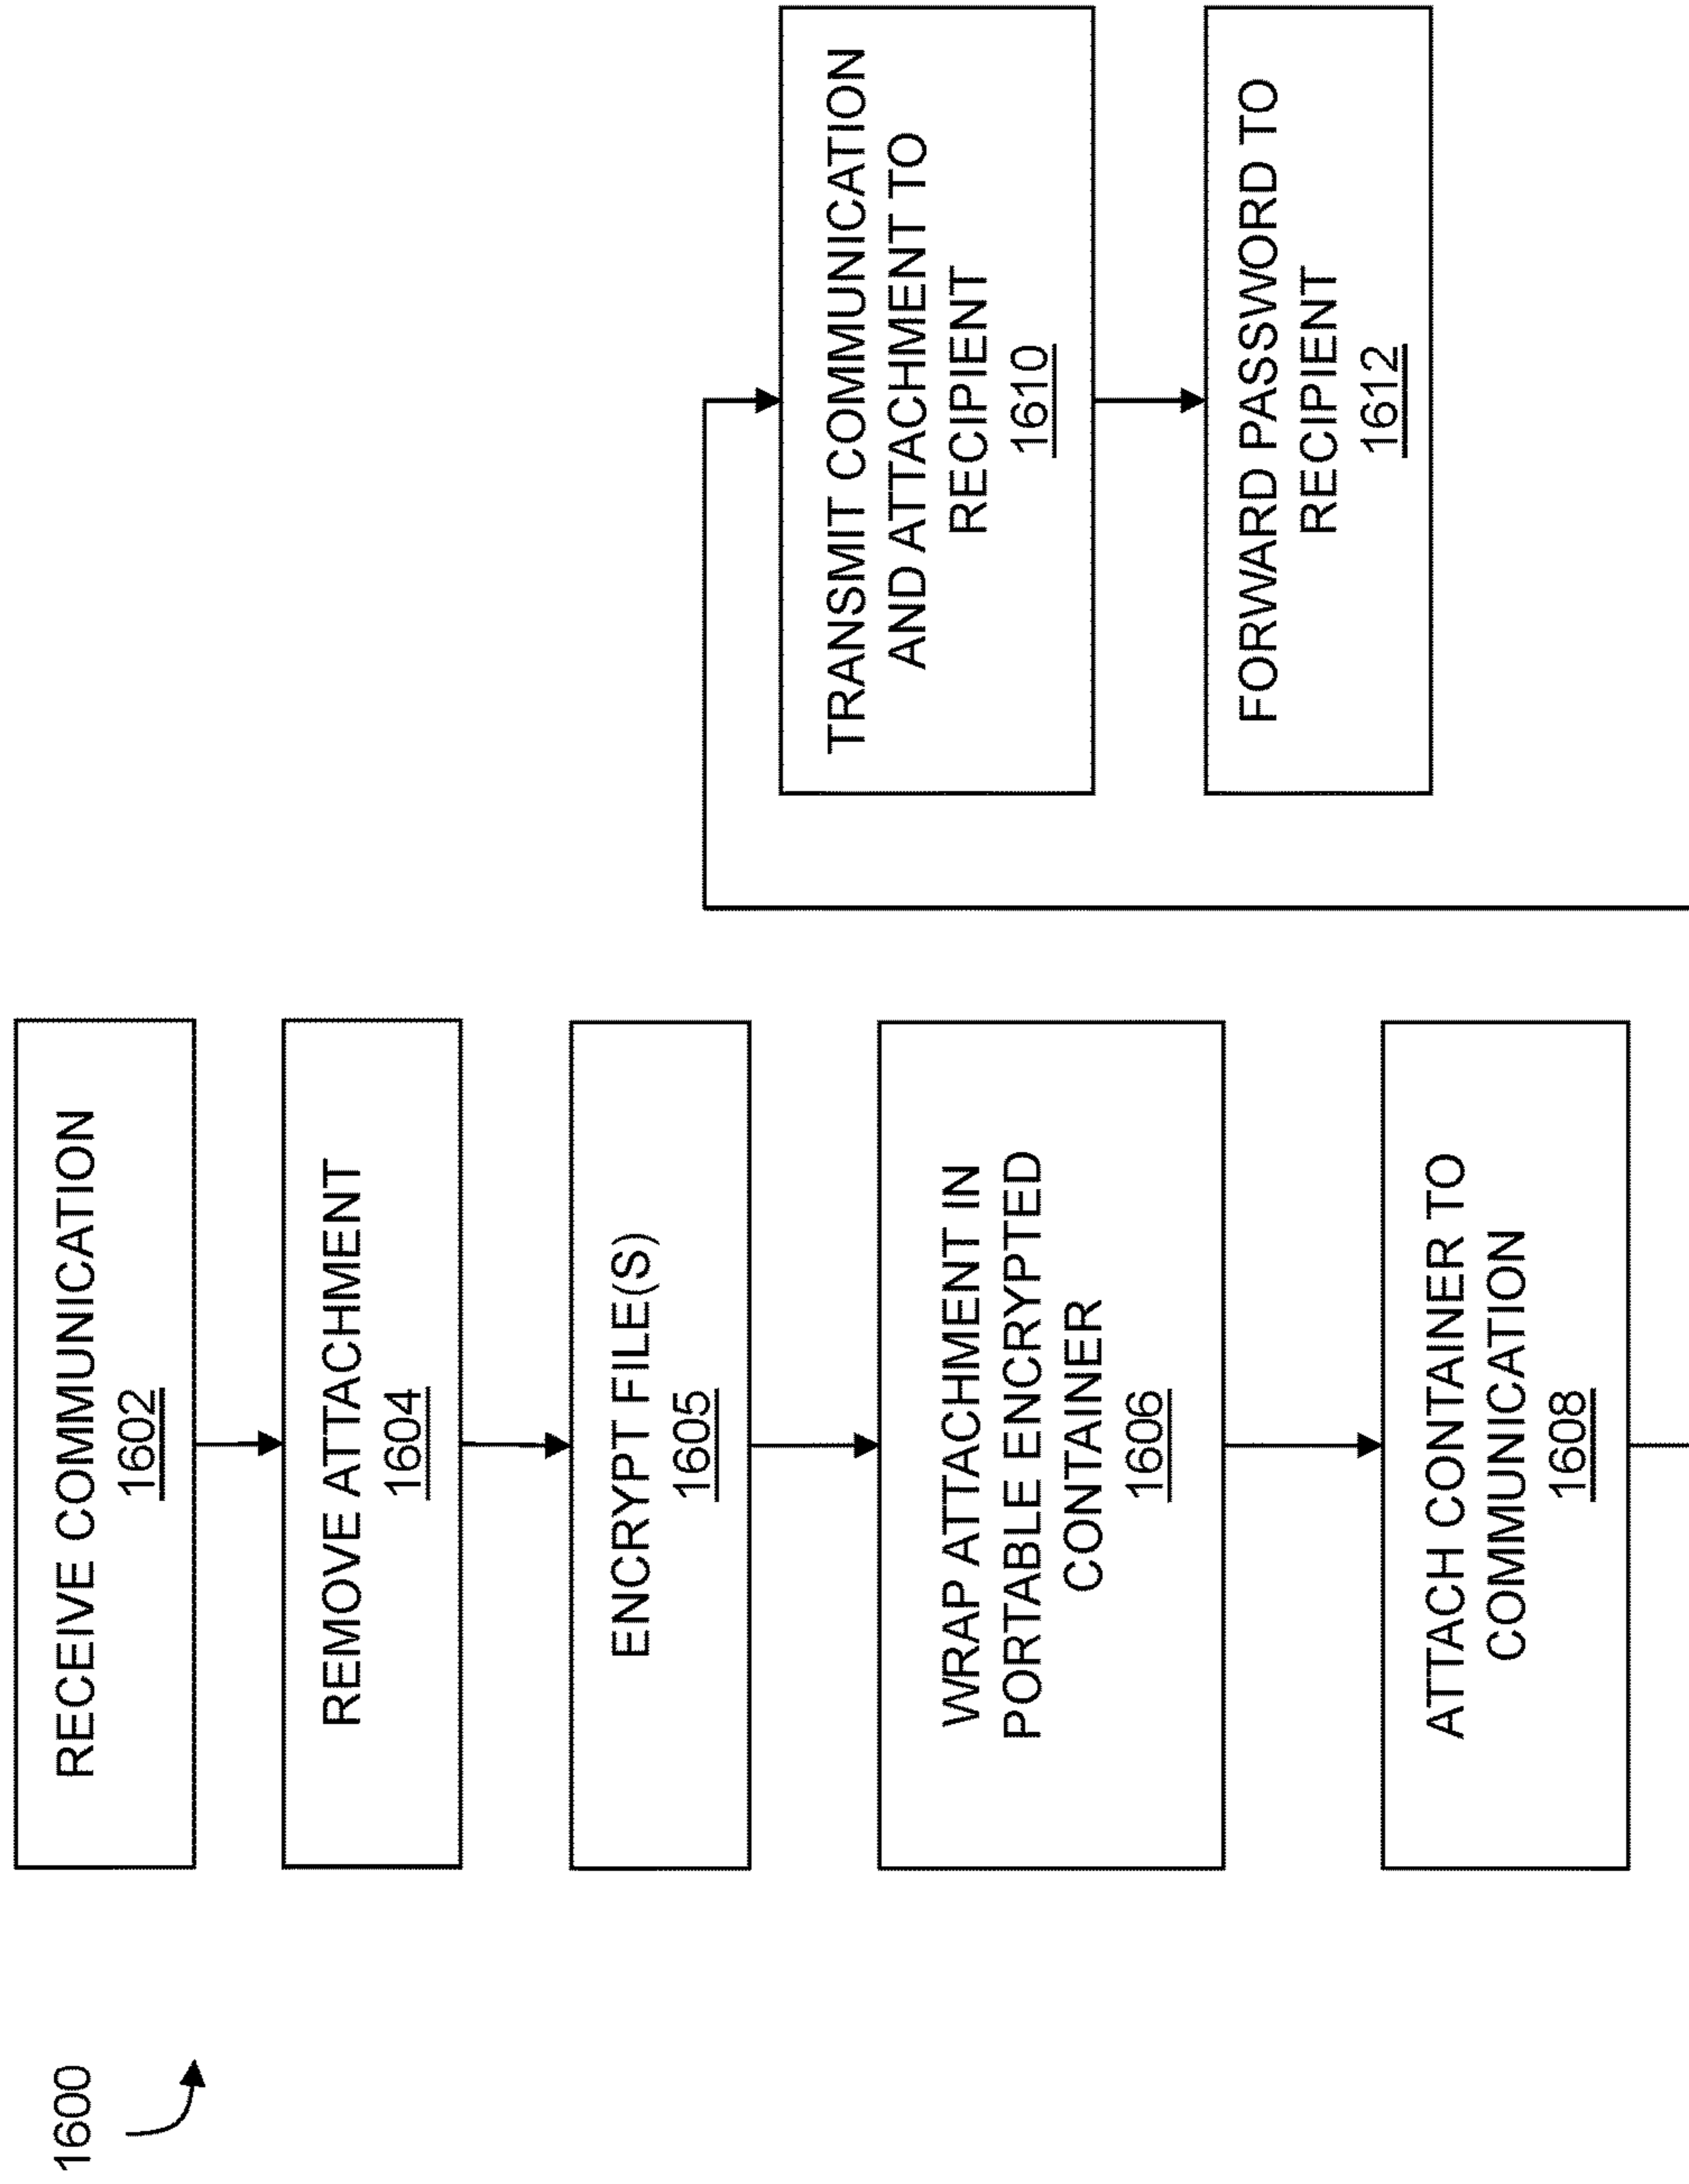 1600
RECEIVE COMMUNICATION
1602
REMOVE ATTACHMENT
1604
ENCRYPT FILE(S)
1605
WRAP ATTACHMENT IN
PORTABLE ENCRYPTED
CONTAINER
1606
ATTACH CONTAINER TO
COMMUNICATION
1608
TRANSMIT COMMUNICATION
AND ATTACHMENT TO
RECIPIENT
1610
FORWARD PASSWORD TO
RECIPIENT
1612